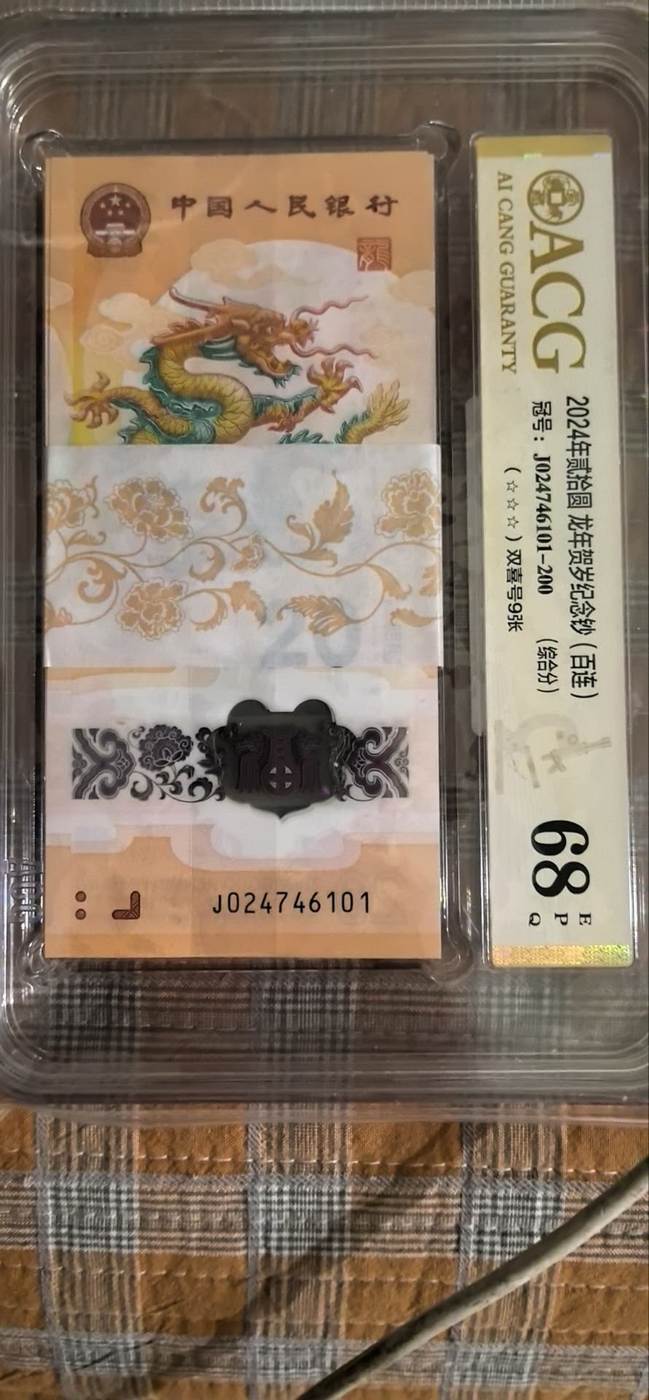 中国人民银行
龍
20
J024746101
ACG
AI CANG GUARANTY
2024年贰拾圆 龙年贺岁纪念钞（百连）
冠号：J024746101-200 （综合分）
（☆☆☆）双喜号9张
68
E
P
Q